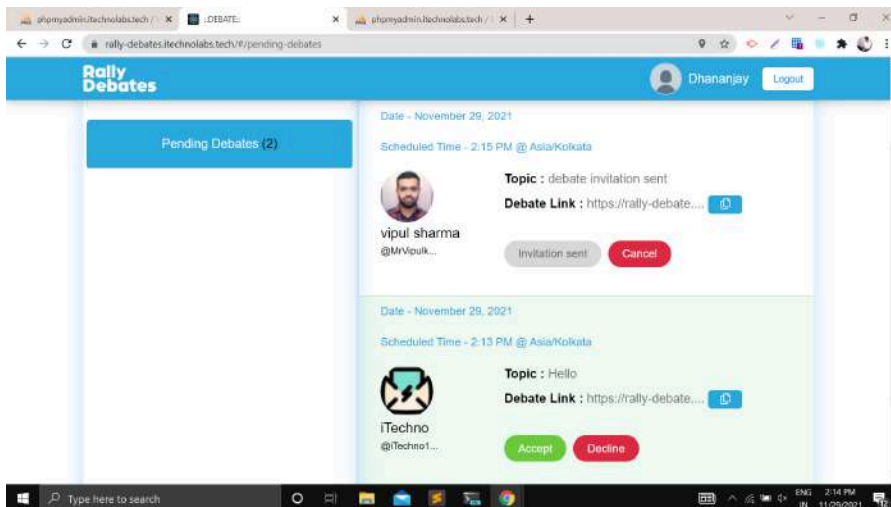 phpmyadmin.itechnolabs.tech /
::DEBATE::
phpmyadmin.itechnolabs.tech /
rally-debates.itechnolabs.tech/#/pending-debates
Rally
Debates
Dhananjay
Logout
Pending Debates (2)
Date - November 29, 2021
Scheduled Time - 2:15 PM @ Asia/Kolkata
Topic : debate invitation sent
Debate Link : https://rally-debate....
vipul sharma
@MrVipulk...
Invitation sent
Cancel
Date - November 29, 2021
Scheduled Time - 2:13 PM @ Asia/Kolkata
Topic : Hello
Debate Link : https://rally-debate....
iTechno
@iTechno1...
Accept
Decline
Type here to search
ENG
IN
2:14 PM
11/29/2021